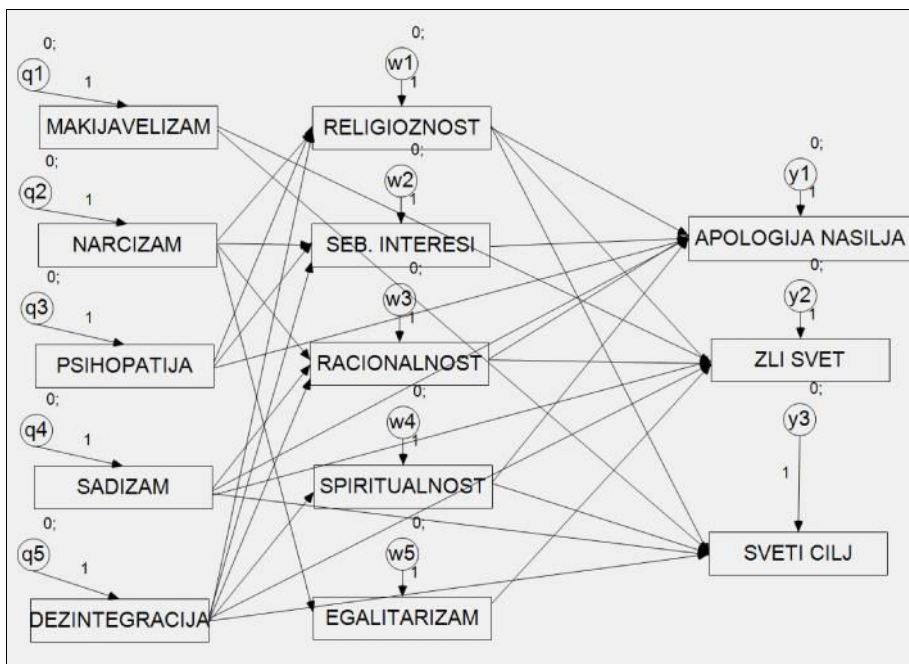 0;
q1
1
MAKIJAVELIZAM
0;
q2
1
NARCIZAM
0;
q3
1
PSIHOPATIJA
0;
q4
1
SADIZAM
0;
q5
1
DEZINTEGRACIJA
0;
w1
1
RELIGIOZNOST
0;
w2
1
SEB. INTERESI
0;
w3
1
RACIONALNOST
0;
w4
1
SPIRITUALNOST
0;
w5
1
EGALITARIZAM
0;
y1
1
APOLOGIJA NASILJA
0;
y2
1
ZLI SVET
0;
y3
1
SVETI CILJ